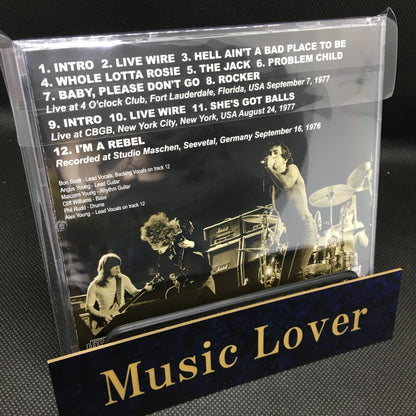 1. INTRO 2. LIVE WIRE 3. HELL AIN'T A BAD PLACE TO BE
4. WHOLE LOTTA ROSIE 5. THE JACK 6. PROBLEM CHILD
7. BABY, PLEASE DON'T GO 8. ROCKER
Live at 4 O'clock Club, Fort Lauderdale, Florida, USA September 7, 1977
9. INTRO 10. LIVE WIRE 11. SHE'S GOT BALLS
Live at CBGB, New York City, New York, USA August 24, 1977
12. I'M A REBEL
Recorded at Studio Maschen, Seevetal, Germany September 16, 1976
Bon Scott - Lead Vocals, Backing Vocals on track 12
Angus Young - Lead Guitar
Malcolm Young - Rhythm Guitar
Cliff Williams - Bass
Phil Rudd - Drums
Alex Young - Lead Vocals on track 12
Marshall
Music Lover